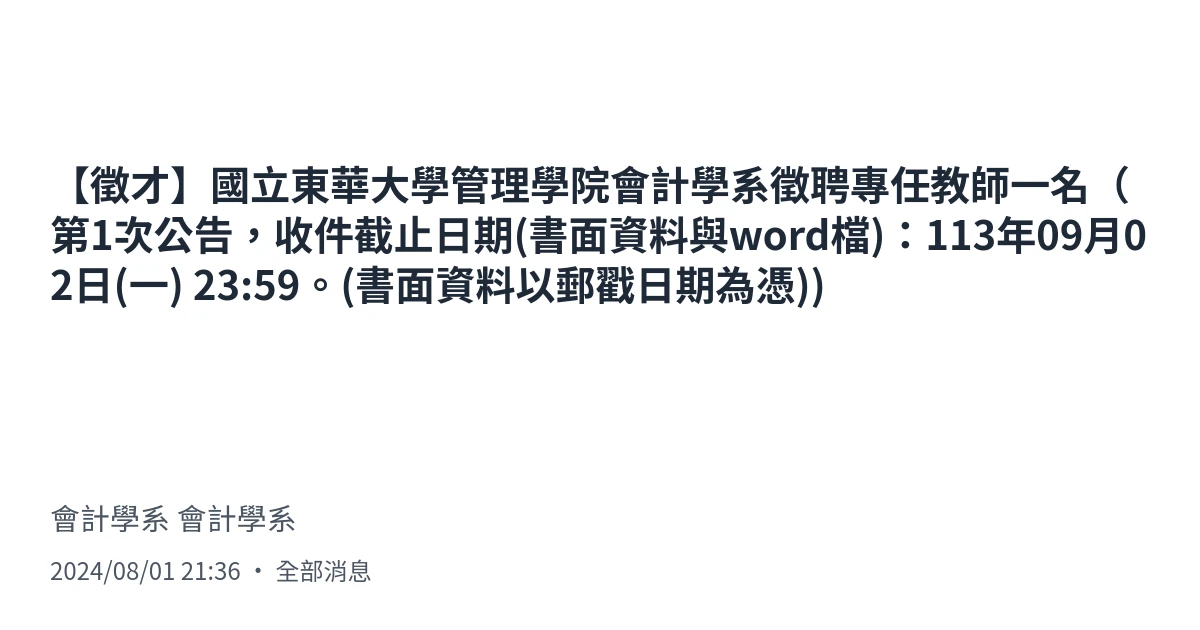 【徵才】國立東華大學管理學院會計學系徵聘專任教師一名（
第1次公告，收件截止日期(書面資料與word檔)：113年09月0
2日(一) 23:59。(書面資料以郵戳日期為憑))
會計學系 會計學系
2024/08/01 21:36 • 全部消息